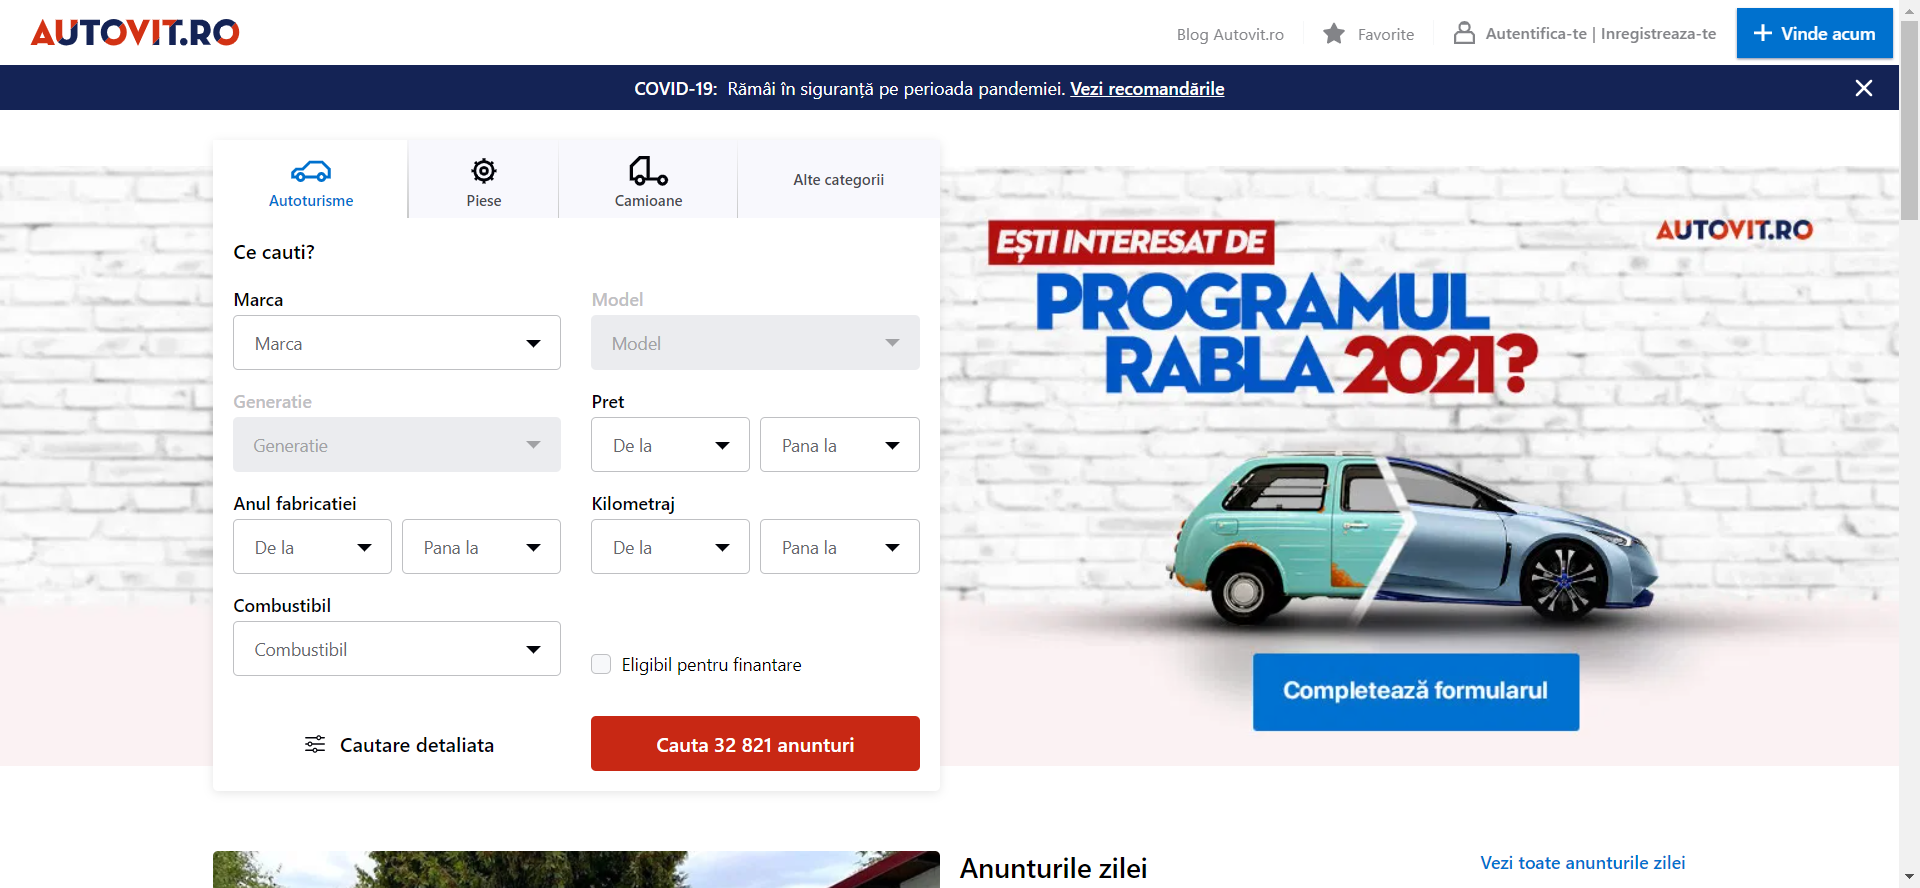 AUTOVIT.RO
Blog Autovit.ro
Favorite
Autentifica-te | Inregistreaza-te
Vinde acum
COVID-19: Rămâi în siguranță pe perioada pandemiei. Vezi recomandările
Autoturisme
Piese
Camioane
Alte categorii
Ce cauti?
Marca
Model
Marca
Model
Generatie
Pret
Generatie
De la
Pana la
Anul fabricatiei
Kilometraj
De la
Pana la
De la
Pana la
Combustibil
Combustibil
Eligibil pentru finantare
Cautare detaliata
Cauta 32 821 anunturi
AUTOVIT.RO
EȘTI INTERESAT DE
PROGRAMUL
RABLA 2021?
Completează formularul
Anunturile zilei
Vezi toate anunturile zilei